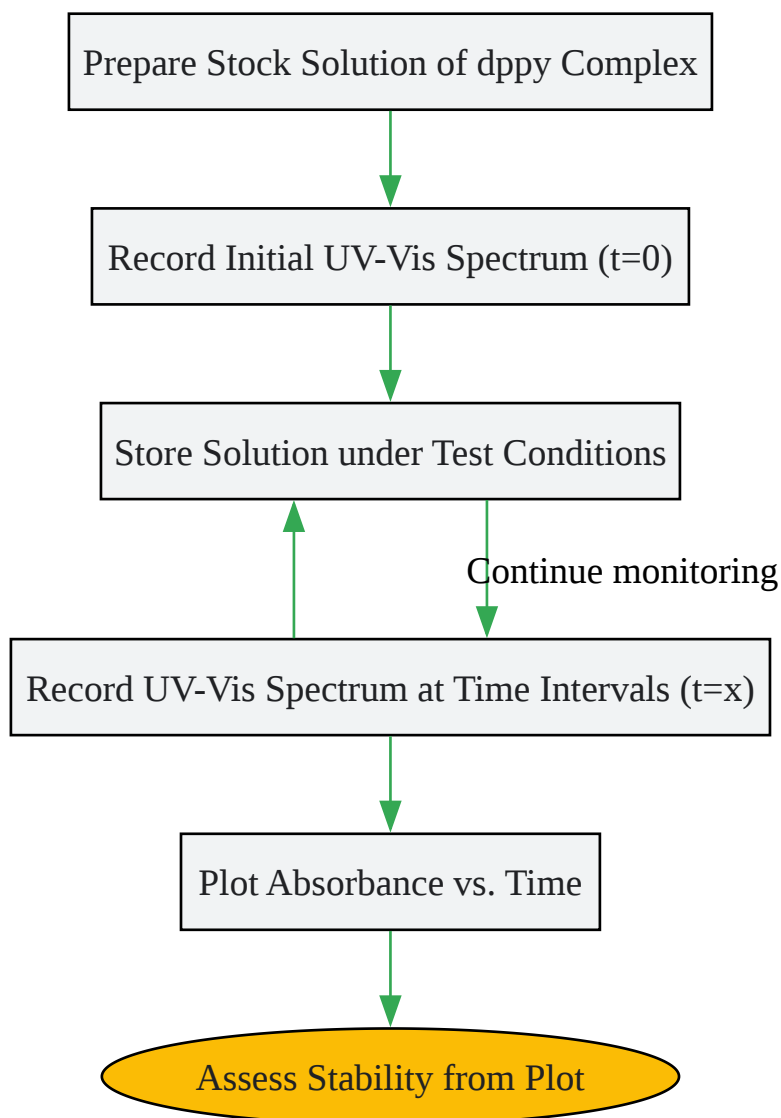 Prepare Stock Solution of dppy Complex
Record Initial UV-Vis Spectrum (t=0)
Store Solution under Test Conditions
Continue monitoring
Record UV-Vis Spectrum at Time Intervals (t=x)
Plot Absorbance vs. Time
Assess Stability from Plot